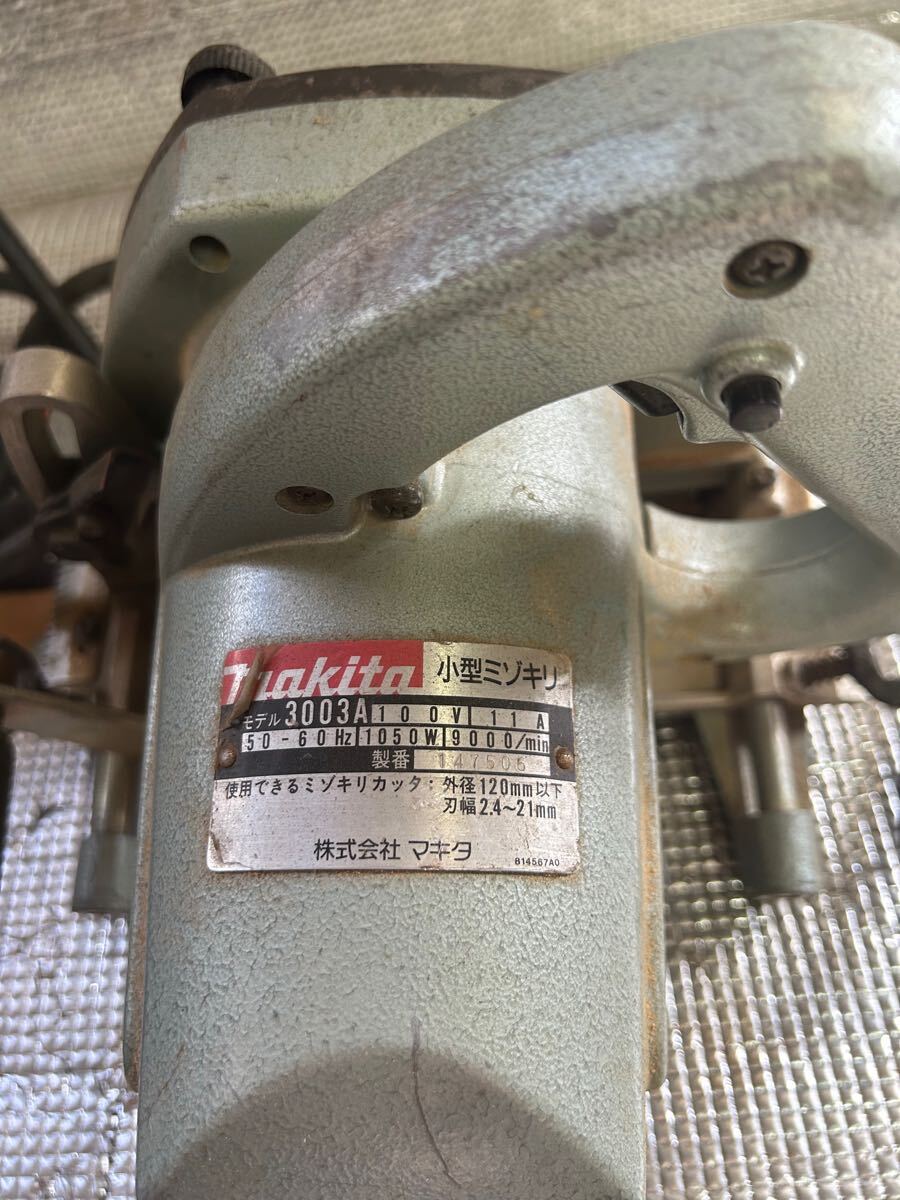 makita 小型ミゾキリ
モデル 3003A 100V 11A
50-60Hz 1050W 9000/min
製番 147505
使用できるミゾキリカッタ：外径120mm以下
刃幅2.4～21mm
株式会社 マキタ
814567A0